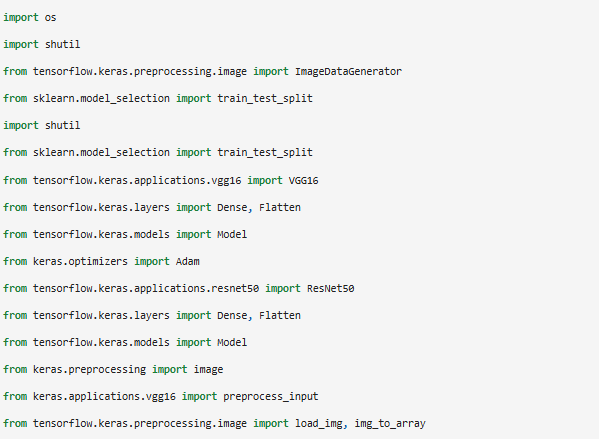 import os
import shutil
from tensorflow.keras.preprocessing.image import ImageDataGenerator
from sklearn.model_selection import train_test_split
import shutil
from sklearn.model_selection import train_test_split
from tensorflow.keras.applications.vgg16 import VGG16
from tensorflow.keras.layers import Dense, Flatten
from tensorflow.keras.models import Model
from keras.optimizers import Adam
from tensorflow.keras.applications.resnet50 import ResNet50
from tensorflow.keras.layers import Dense, Flatten
from tensorflow.keras.models import Model
from keras.preprocessing import image
from keras.applications.vgg16 import preprocess_input
from tensorflow.keras.preprocessing.image import load_img, img_to_array